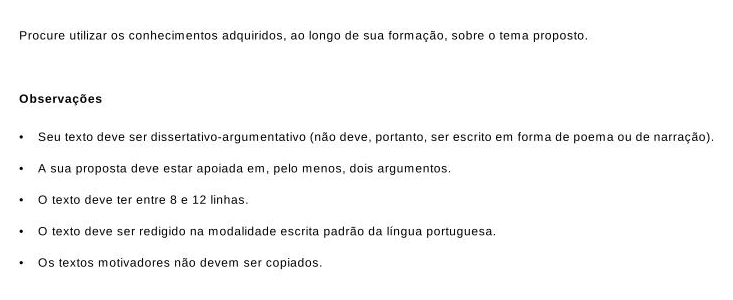 Procure utilizar os conhecimentos adquiridos, ao longo de sua formação, sobre o tema proposto.
Observações
• Seu texto deve ser dissertativo-argumentativo (não deve, portanto, ser escrito em forma de poema ou de narração).
• A sua proposta deve estar apoiada em, pelo menos, dois argumentos.
• O texto deve ter entre 8 e 12 linhas.
• O texto deve ser redigido na modalidade escrita padrão da língua portuguesa.
• Os textos motivadores não devem ser copiados.